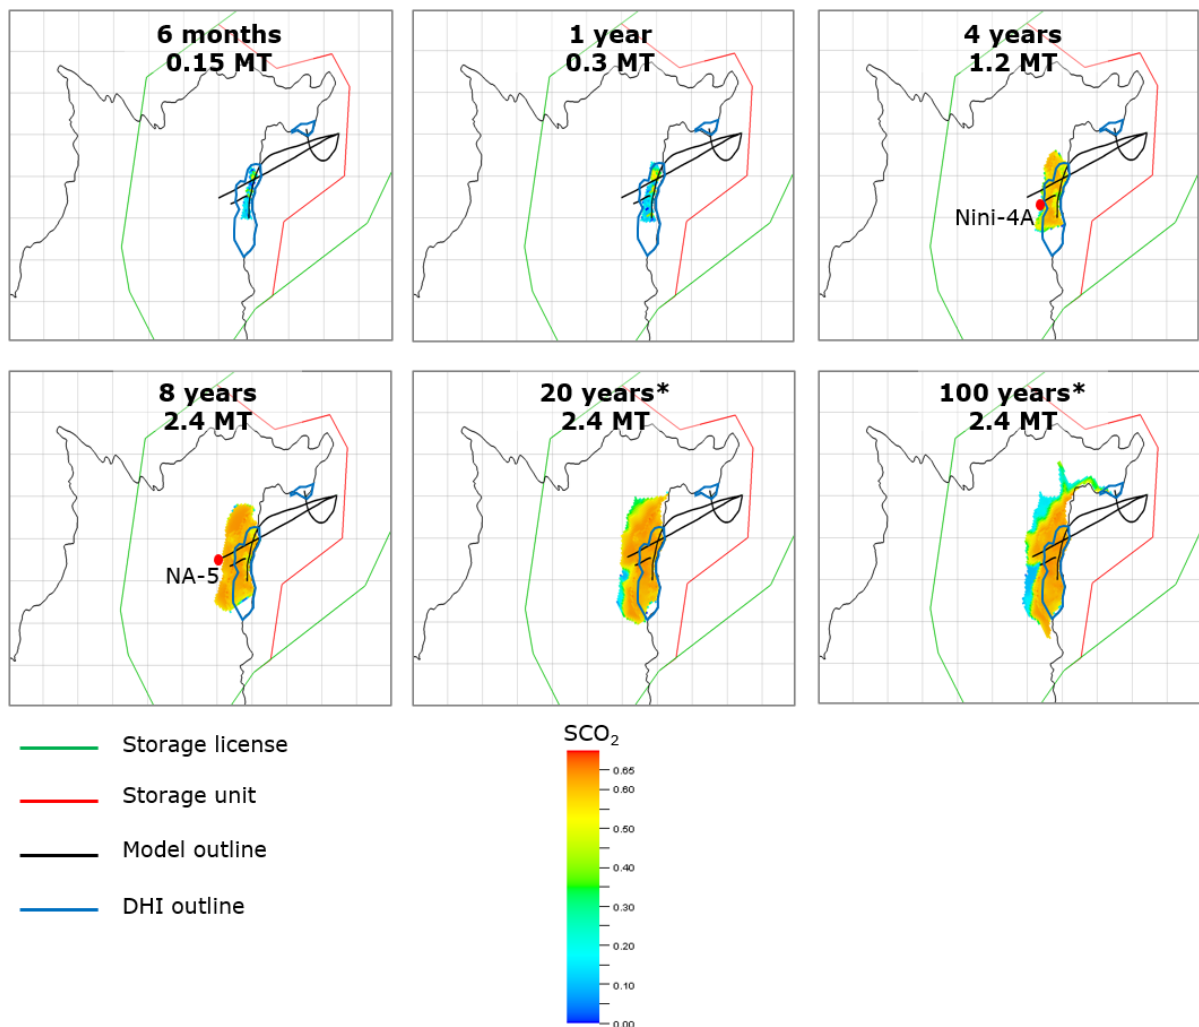 6 months
0.15 MT
1 year
0.3 MT
4 years
1.2 MT
Nini-4A
8 years
2.4 MT
NA-5
20 years*
2.4 MT
100 years*
2.4 MT
Storage license
Storage unit
Model outline
DHI outline
SCO₂
0.65
0.60
0.50
0.40
0.30
0.20
0.10
0.00